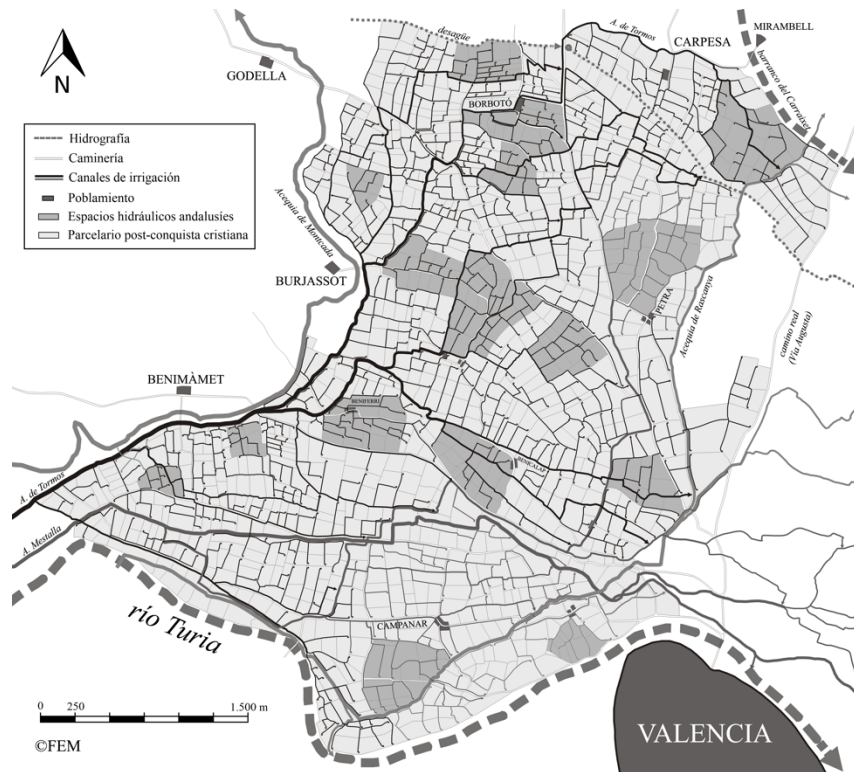 MIRAMBELL
A. de Tormos
CARPESA
desagüe
GODELLA
barranco del Carraixet
N
BORBOTÓ
Hidrografía
Caminería
Canales de irrigación
Poblamiento
Espacios hidráulicos andalusíes
Parcelario post-conquista cristiana
Acequia de Montcada
BURJASSOT
PETRA
Acequia de Rascanya
camino real
(Vía Augusta)
BENIMÀMET
BENIFERRI
BENICALAP
A. de Tormos
A. Mestalla
río Turia
CAMPANAR
0 250 1.500 m
VALENCIA
©FEM